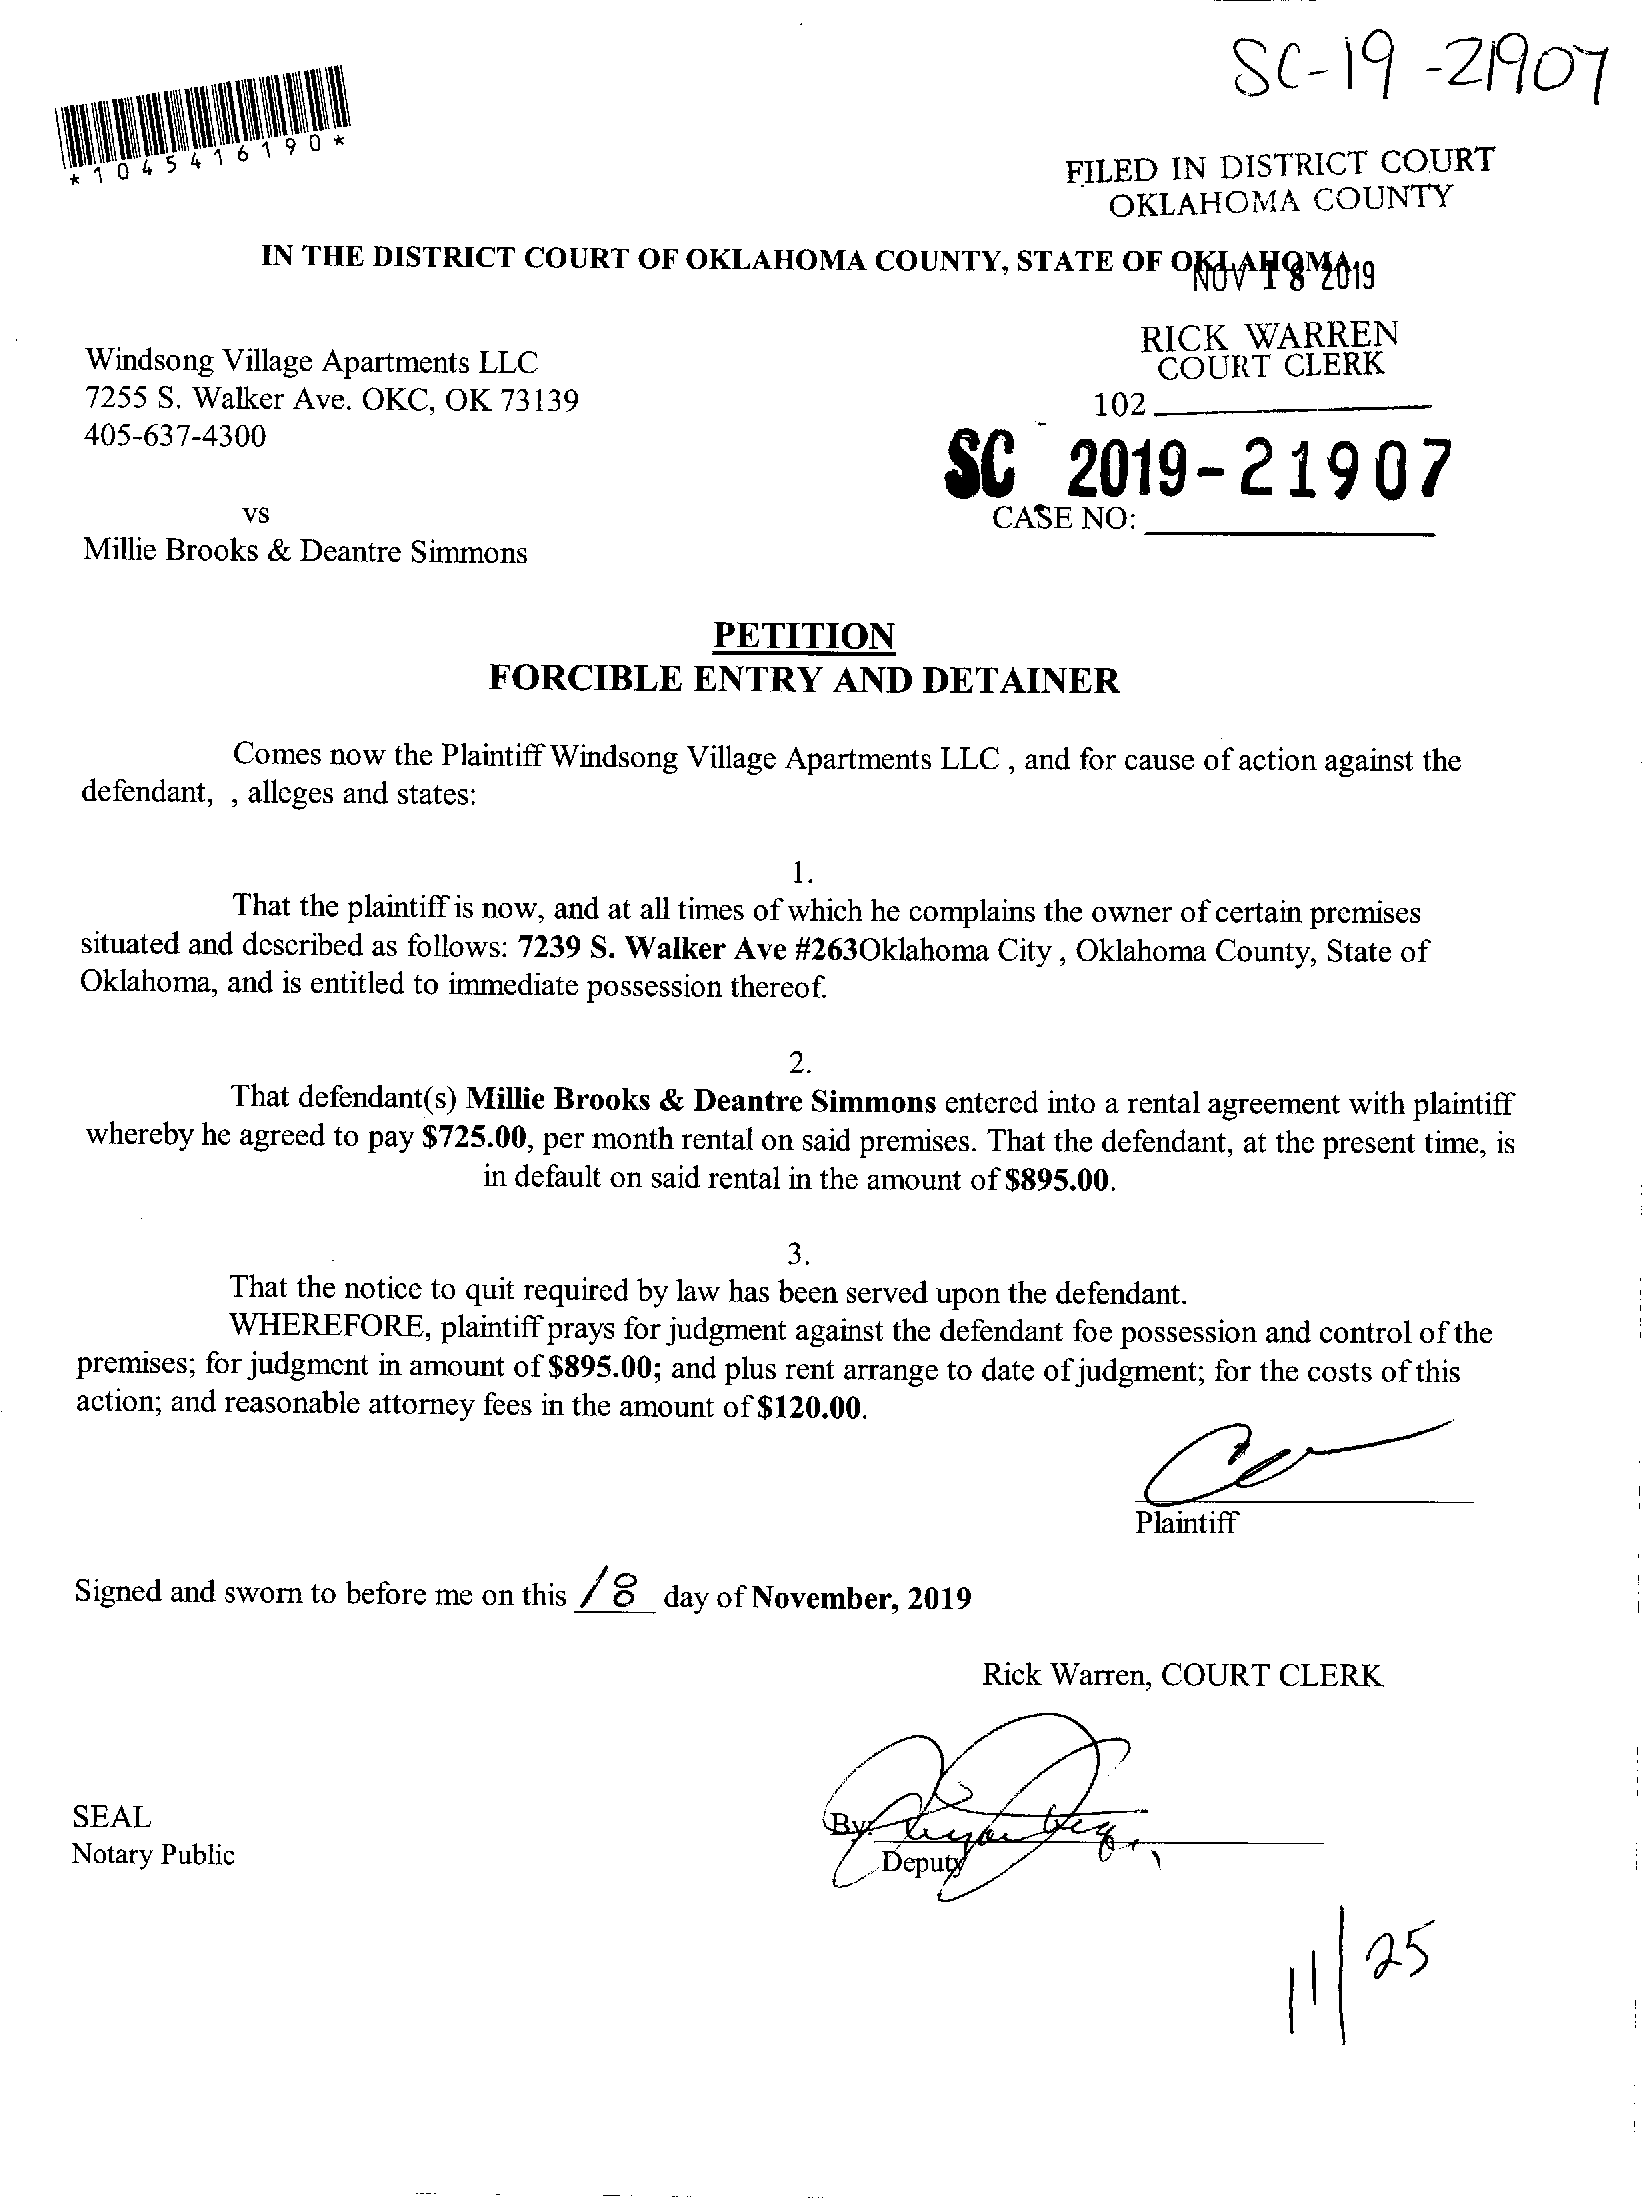 SC-19-21907
*1045416190*
FILED IN DISTRICT COURT
OKLAHOMA COUNTY
IN THE DISTRICT COURT OF OKLAHOMA COUNTY, STATE OF OKLAHOMA
NOV 18 2019
RICK WARREN
COURT CLERK
102
Windsong Village Apartments LLC
7255 S. Walker Ave. OKC, OK 73139
405-637-4300
SC 2019-21907
CASE NO:
vs
Millie Brooks & Deantre Simmons
PETITION
FORCIBLE ENTRY AND DETAINER
Comes now the Plaintiff Windsong Village Apartments LLC , and for cause of action against the
defendant, , alleges and states:
1.
That the plaintiff is now, and at all times of which he complains the owner of certain premises
situated and described as follows: 7239 S. Walker Ave #263Oklahoma City , Oklahoma County, State of
Oklahoma, and is entitled to immediate possession thereof.
2.
That defendant(s) Millie Brooks & Deantre Simmons entered into a rental agreement with plaintiff
whereby he agreed to pay $725.00, per month rental on said premises. That the defendant, at the present time, is
in default on said rental in the amount of $895.00.
3.
That the notice to quit required by law has been served upon the defendant.
WHEREFORE, plaintiff prays for judgment against the defendant foe possession and control of the
premises; for judgment in amount of $895.00; and plus rent arrange to date of judgment; for the costs of this
action; and reasonable attorney fees in the amount of $120.00.
Plaintiff
Signed and sworn to before me on this 18 day of November, 2019
Rick Warren, COURT CLERK
SEAL
By:
Notary Public
Deputy
11/25